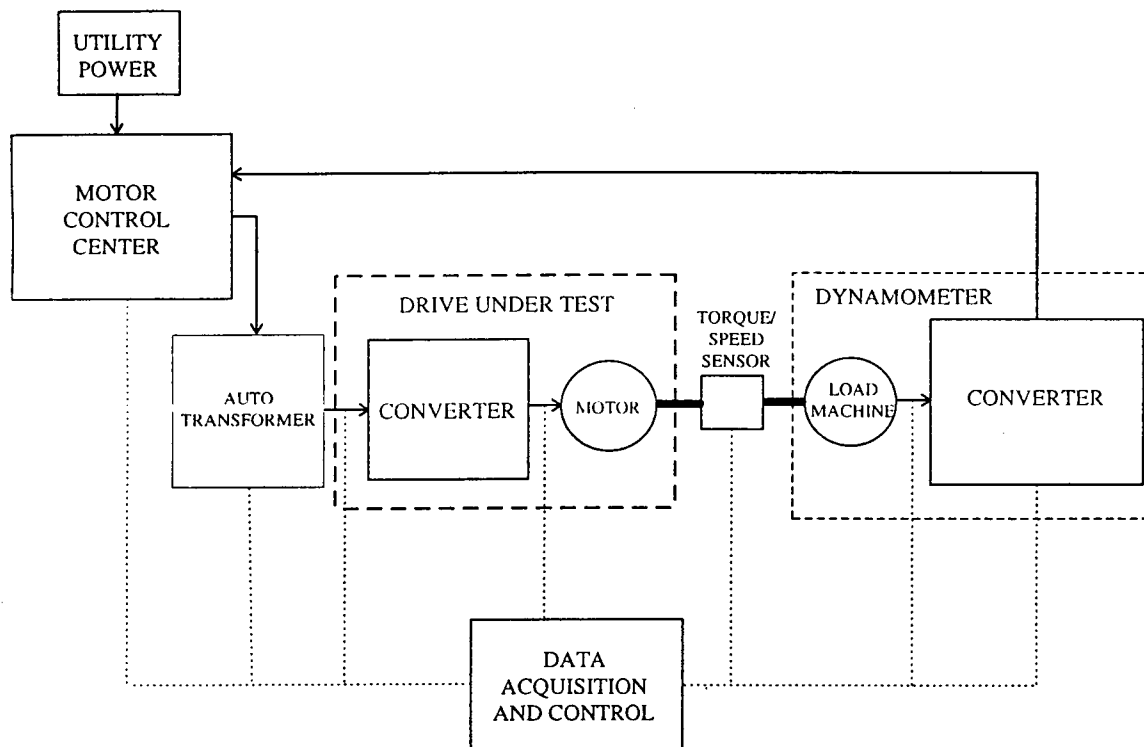 UTILITY
POWER
MOTOR
CONTROL
CENTER
DRIVE UNDER TEST
DYNAMOMETER
TORQUE/
SPEED
SENSOR
AUTO
TRANSFORMER
CONVERTER
MOTOR
LOAD
MACHINE
CONVERTER
DATA
ACQUISITION
AND CONTROL